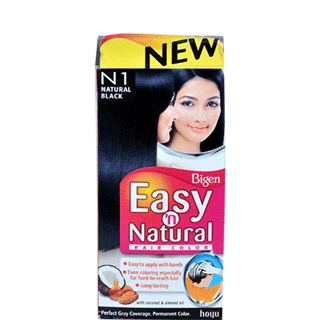 NEW
N1
NATURAL
BLACK
Bigen
Easy
'n
Natural
HAIR COLOR
•Easy to apply with hands
•Even coloring especially
for hard-to-reach hair
•Long-lasting
with coconut & almond oil
Perfect Gray Coverage. Permanent Color.
hoyu